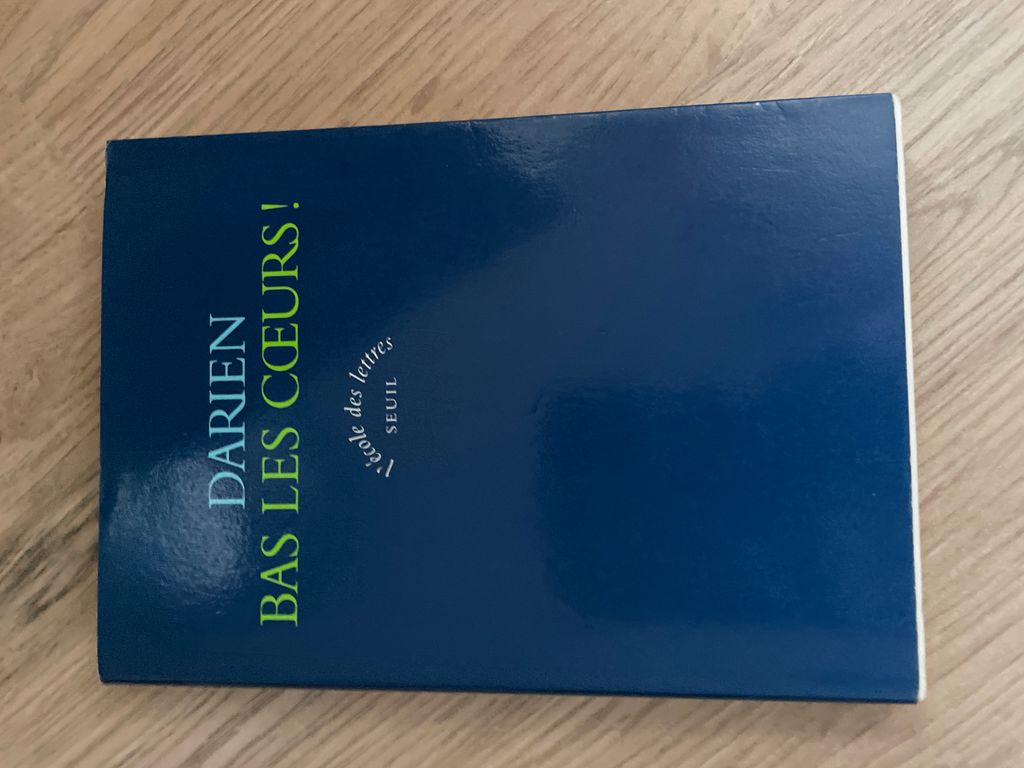 DARIEN
BAS LES CŒURS !
l'école des lettres
SEUIL